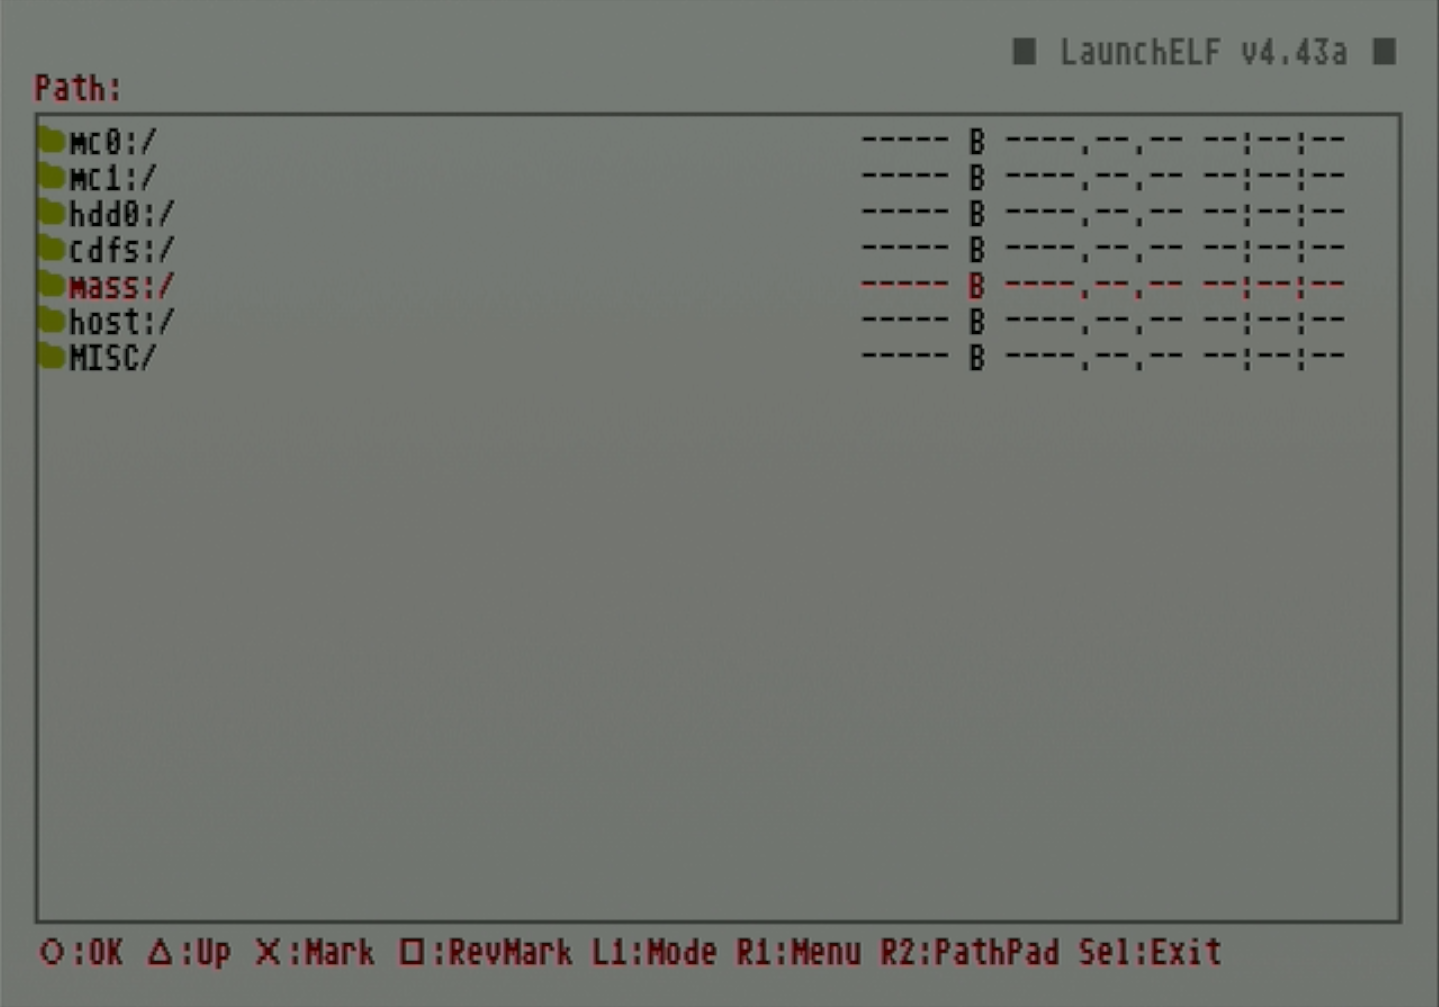 ■ LaunchELF v4.43a ■
Path:
mc0:/ ----- B ----.--.-- --:--:--
mc1:/ ----- B ----.--.-- --:--:--
hdd0:/ ----- B ----.--.-- --:--:--
cdfs:/ ----- B ----.--.-- --:--:--
mass:/ ----- B ----.--.-- --:--:--
host:/ ----- B ----.--.-- --:--:--
MISC/ ----- B ----.--.-- --:--:--
○:OK △:Up ×:Mark □:RevMark L1:Mode R1:Menu R2:PathPad Sel:Exit